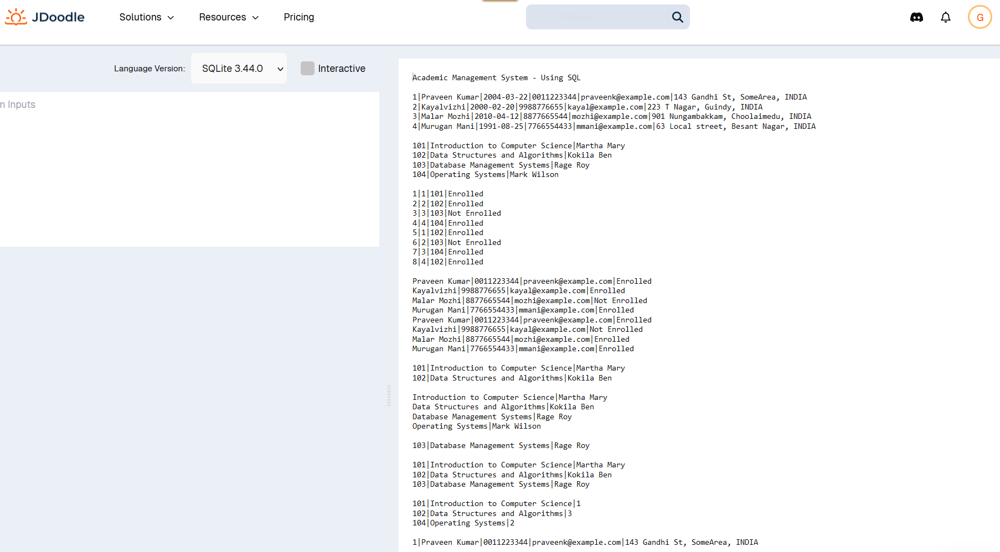 JDoodle
Solutions
Resources
Pricing
G
Language Version:
SQLite 3.44.0
Interactive
n Inputs
Academic Management System - Using SQL
1|Praveen Kumar|2004-03-22|0011223344|praveenk@example.com|143 Gandhi St, SomeArea, INDIA
2|Kayalvizhi|2000-02-20|9988776655|kayal@example.com|223 T Nagar, Guindy, INDIA
3|Malar Mozhi|2010-04-12|8877665544|mozhi@example.com|901 Nungambakkam, Choolaimedu, INDIA
4|Murugan Mani|1991-08-25|7766554433|mmani@example.com|63 Local street, Besant Nagar, INDIA
101|Introduction to Computer Science|Martha Mary
102|Data Structures and Algorithms|Kokila Ben
103|Database Management Systems|Rage Roy
104|Operating Systems|Mark Wilson
1|1|101|Enrolled
2|2|102|Enrolled
3|3|103|Not Enrolled
4|4|104|Enrolled
5|1|102|Enrolled
6|2|103|Not Enrolled
7|3|104|Enrolled
8|4|102|Enrolled
Praveen Kumar|0011223344|praveenk@example.com|Enrolled
Kayalvizhi|9988776655|kayal@example.com|Enrolled
Malar Mozhi|8877665544|mozhi@example.com|Not Enrolled
Murugan Mani|7766554433|mmani@example.com|Enrolled
Praveen Kumar|0011223344|praveenk@example.com|Enrolled
Kayalvizhi|9988776655|kayal@example.com|Not Enrolled
Malar Mozhi|8877665544|mozhi@example.com|Enrolled
Murugan Mani|7766554433|mmani@example.com|Enrolled
101|Introduction to Computer Science|Martha Mary
102|Data Structures and Algorithms|Kokila Ben
Introduction to Computer Science|Martha Mary
Data Structures and Algorithms|Kokila Ben
Database Management Systems|Rage Roy
Operating Systems|Mark Wilson
103|Database Management Systems|Rage Roy
101|Introduction to Computer Science|Martha Mary
102|Data Structures and Algorithms|Kokila Ben
103|Database Management Systems|Rage Roy
101|Introduction to Computer Science|1
102|Data Structures and Algorithms|3
104|Operating Systems|2
1|Praveen Kumar|0011223344|praveenk@example.com|143 Gandhi St, SomeArea, INDIA